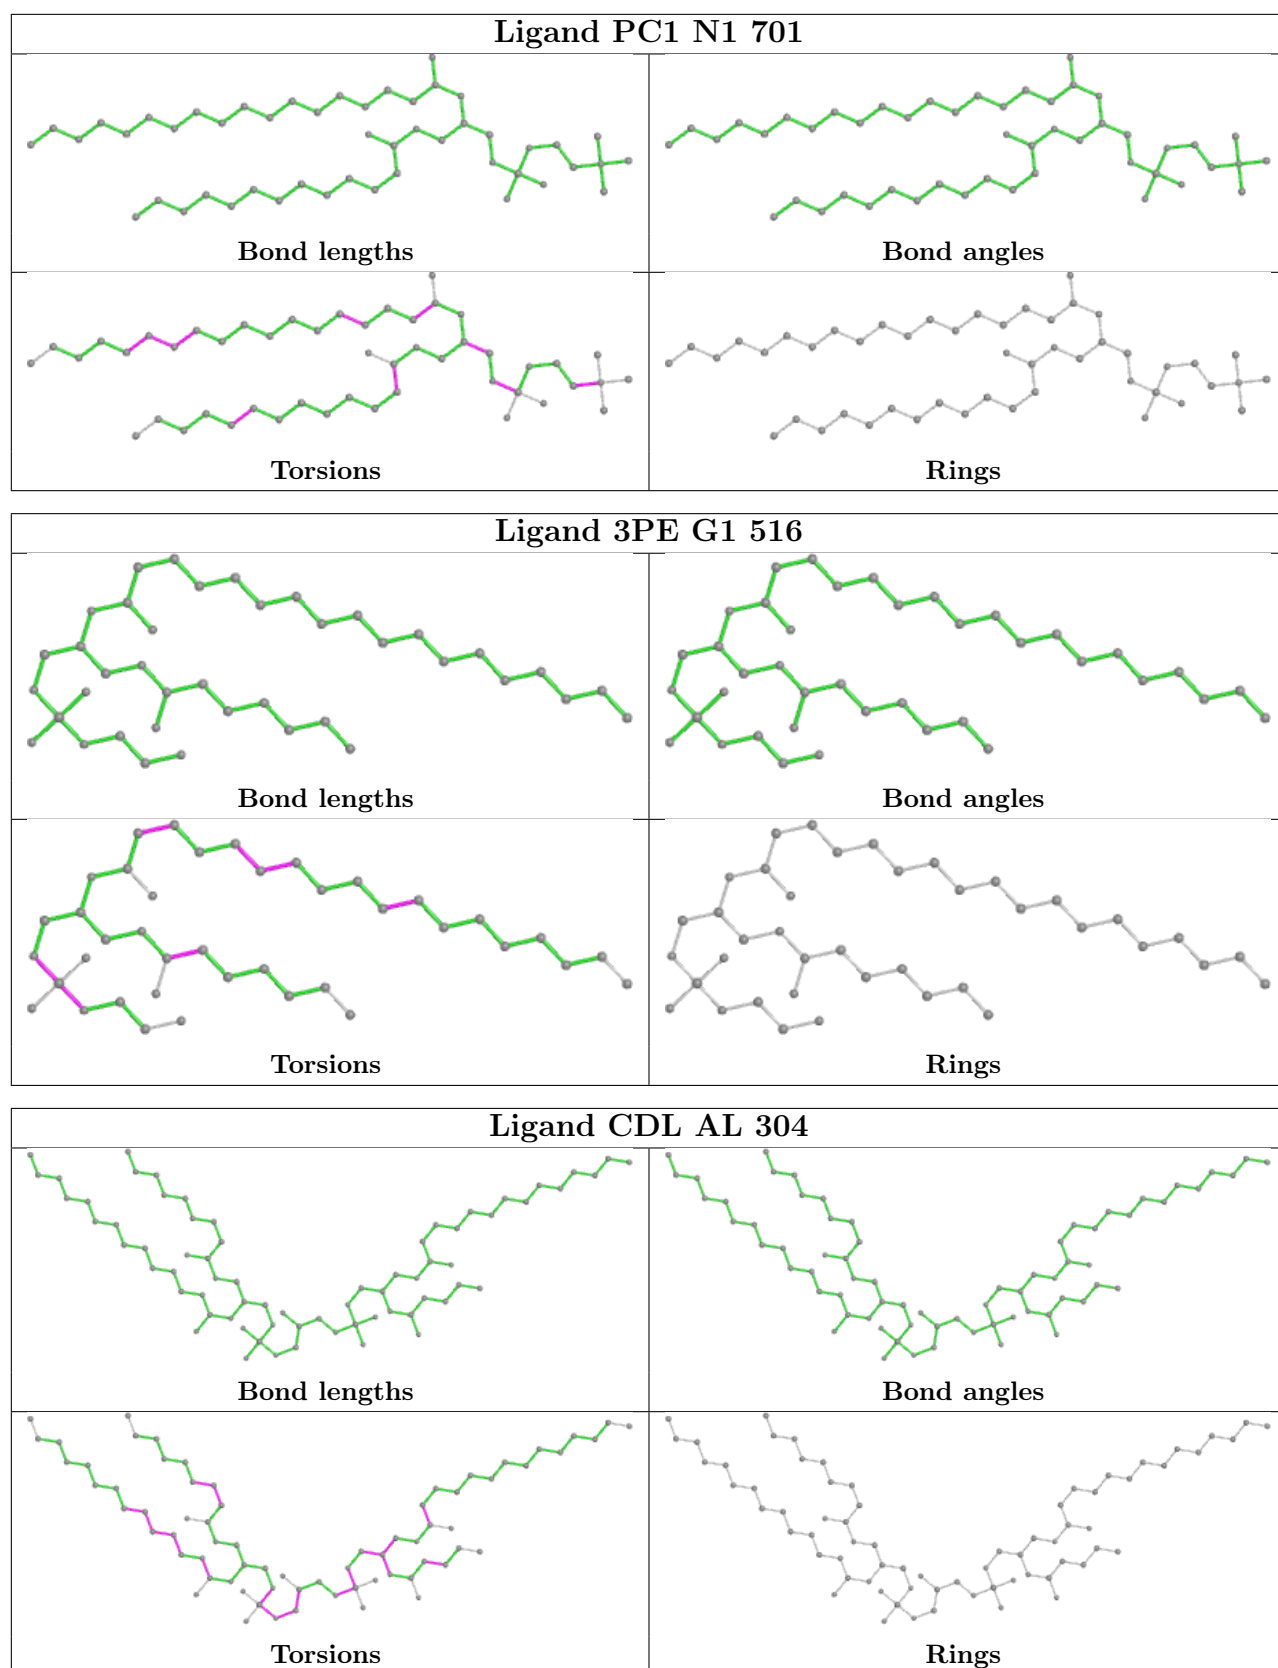 Ligand PC1 N1 701
Bond lengths
Bond angles
Torsions
Rings
Ligand 3PE G1 516
Bond lengths
Bond angles
Torsions
Rings
Ligand CDL AL 304
Bond lengths
Bond angles
Torsions
Rings